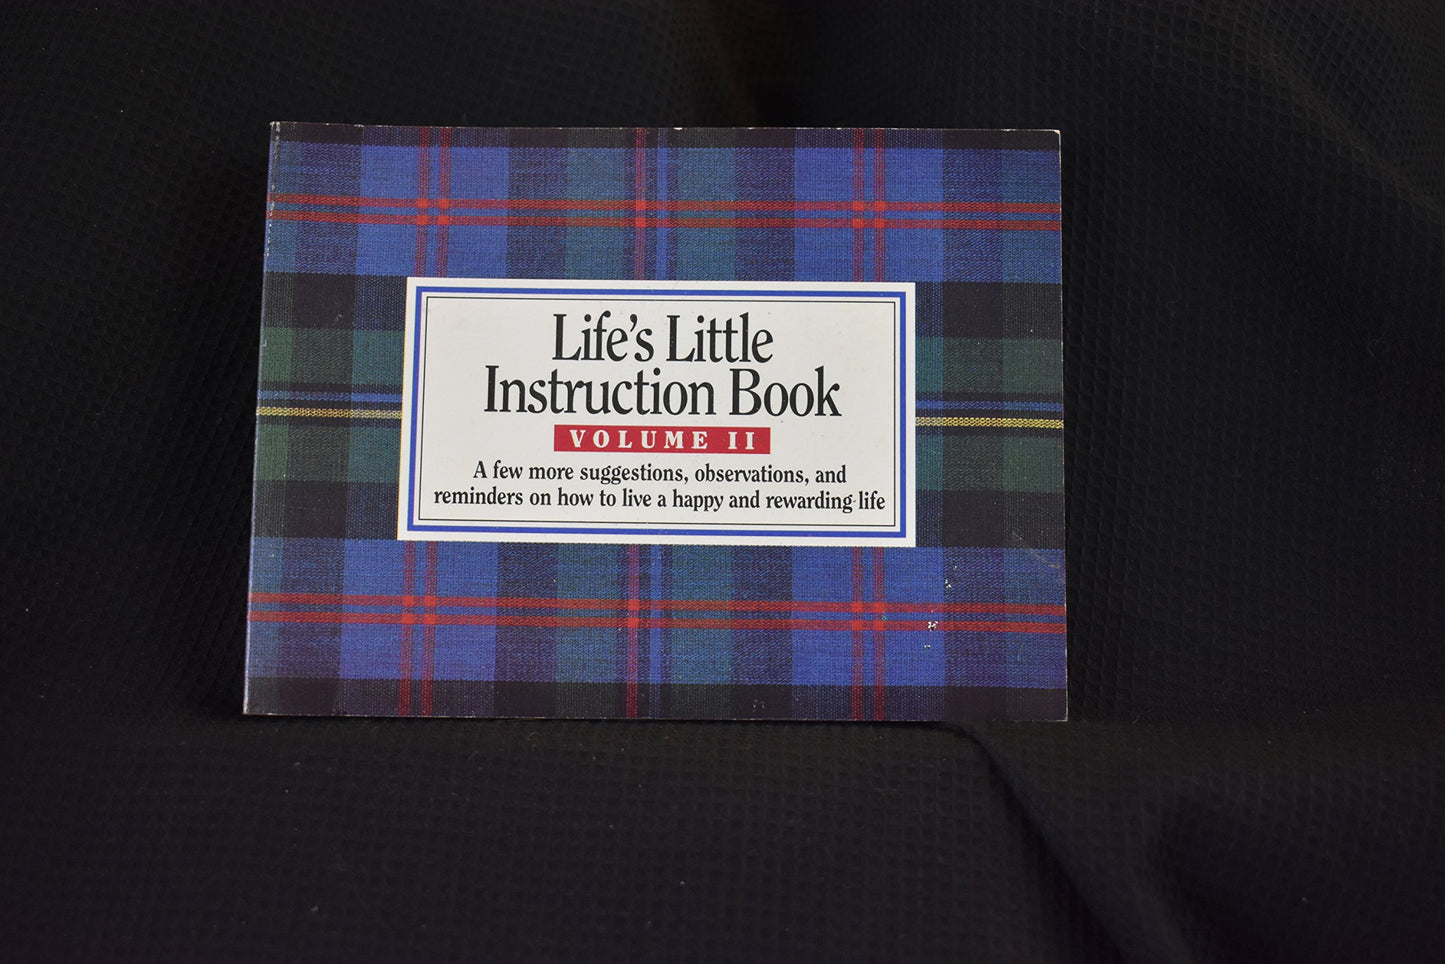 Life's Little
Instruction Book
VOLUME II
A few more suggestions, observations, and
reminders on how to live a happy and rewarding life